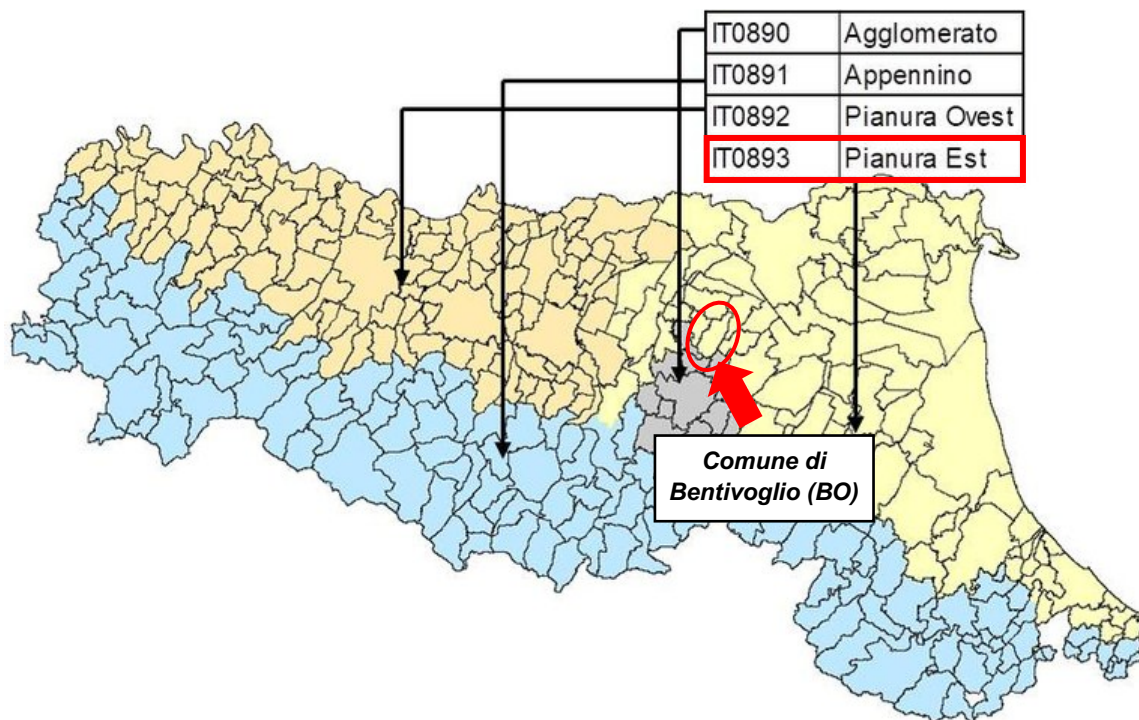 IT0890 Agglomerato
IT0891 Appennino
IT0892 Pianura Ovest
IT0893 Pianura Est
Comune di
Bentivoglio (BO)